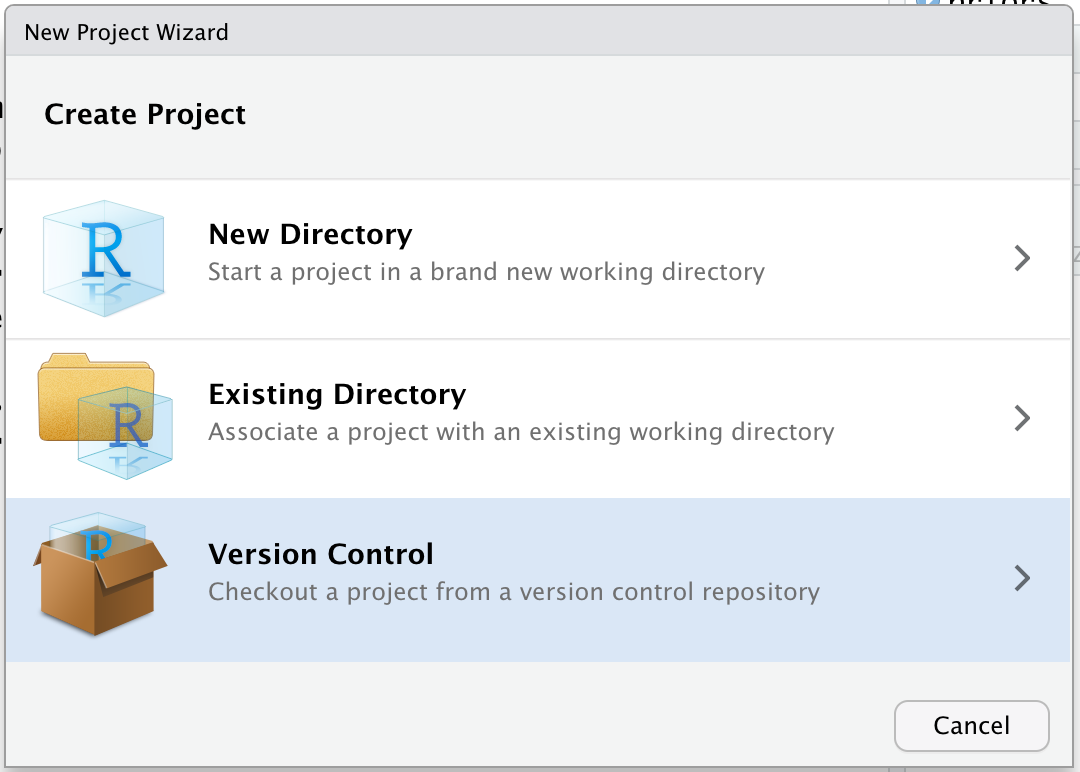 New Project Wizard
Create Project
R
New Directory
Start a project in a brand new working directory
R
Existing Directory
Associate a project with an existing working directory
R
Version Control
Checkout a project from a version control repository
Cancel